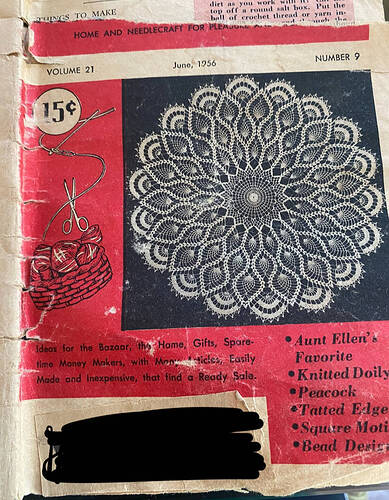 THINGS TO MAKE
dirt as you work with it.
top off a round salt box. Put the
ball of crochet thread or yarn in-
HOME AND NEEDLECRAFT FOR
VOLUME 21
June, 1956
NUMBER 9
15¢
Ideas for the Bazaar, the Home, Gifts, Spare-
time Money Makers, with Many Articles, Easily
Made and Inexpensive, that find a Ready Sale.
•Aunt Ellen's
Favorite
•Knitted Doily
•Peacock
•Tatted Edge
•Square Moti
•Bead Desig